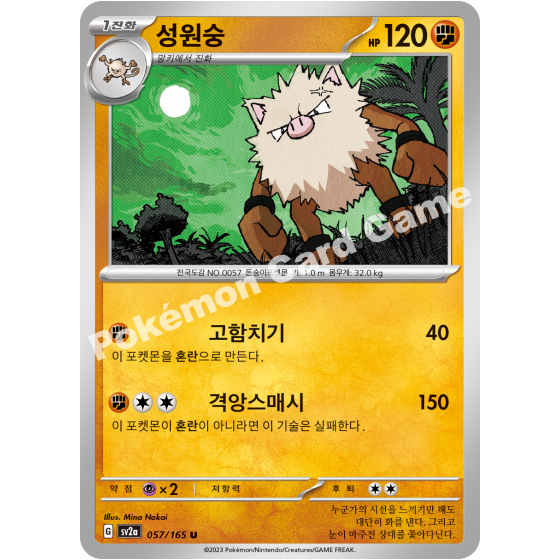 1진화
성원숭
HP 120
망키에서 진화
Pokémon Card Game
전국도감 NO.0057 돈숭이포켓몬 키: 1.0 m 몸무게: 32.0 kg
고함치기 40
이 포켓몬을 혼란으로 만든다.
격앙스매시 150
이 포켓몬이 혼란이 아니라면 이 기술은 실패한다.
약점 ×2 저항력 후퇴
Illus. Mina Nakai
G sv2a 057/165 U
누군가의 시선을 느끼기만 해도
대단히 화를 낸다. 그리고
눈이 마주친 상대를 쫓아다닌다.
©2023 Pokémon/Nintendo/Creatures/GAME FREAK.